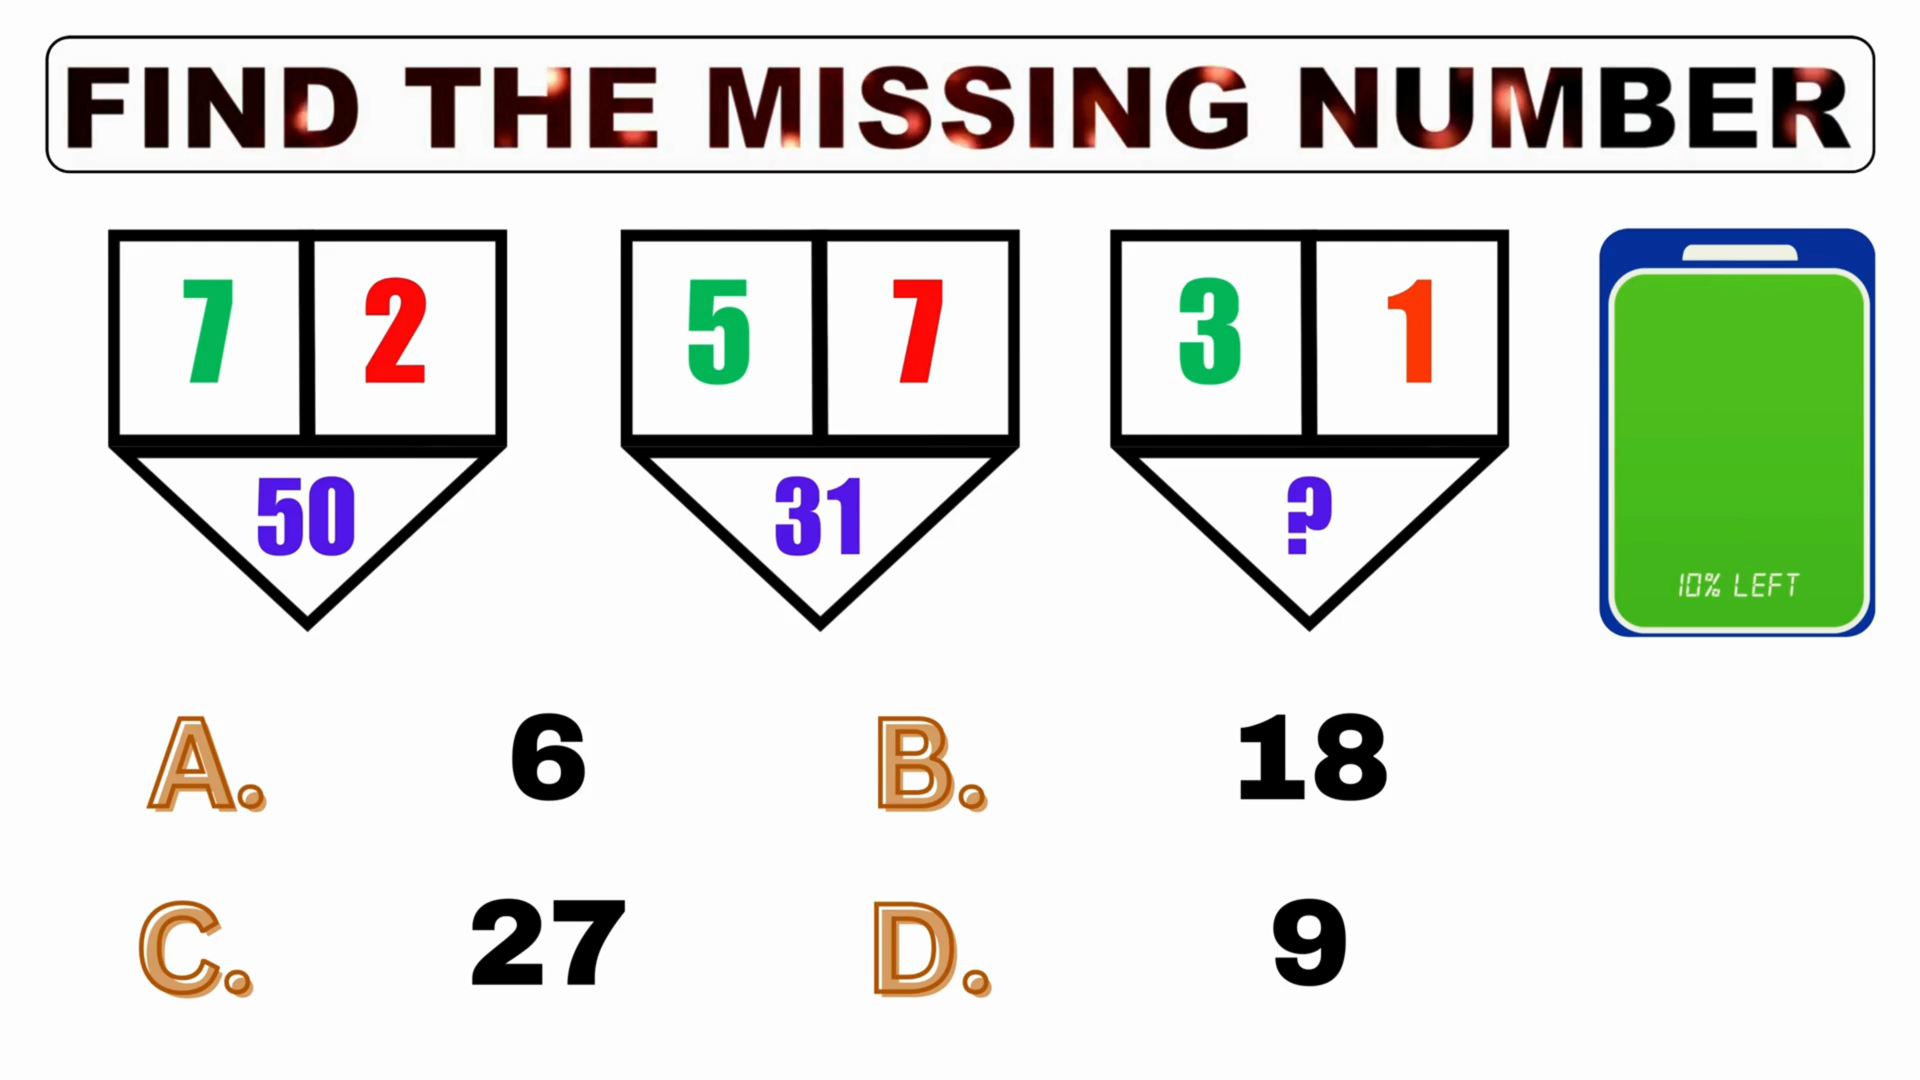 FIND THE MISSING NUMBER
7 2 5 7 3 1
50 31 ?
10% LEFT
A. 6 B. 18
C. 27 D. 9